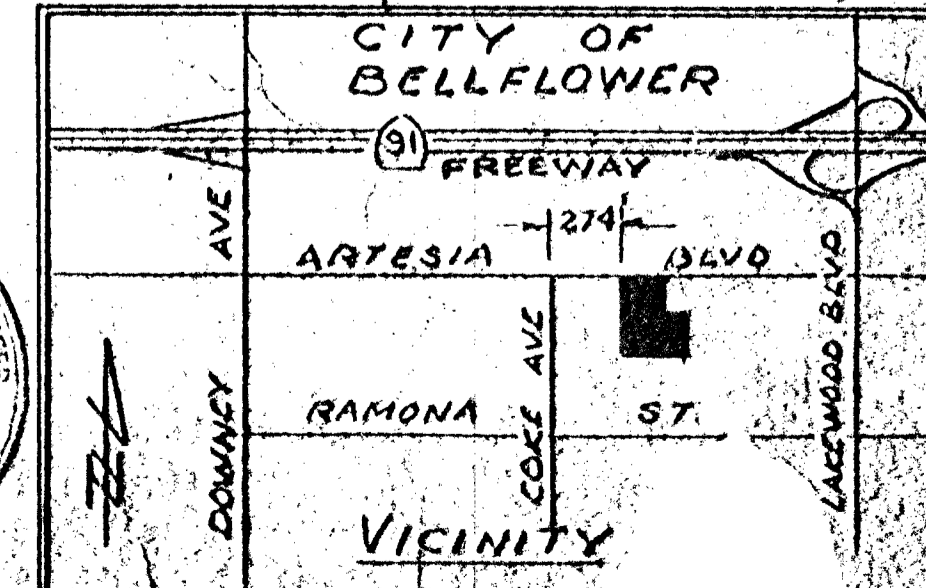 CITY OF
BELLFLOWER
91
FREEWAY
274
ARTESIA BLVD
DOWNEY AVE
COKE AVE
LAKEWOOD BLVD
RAMONA ST.
VICINITY